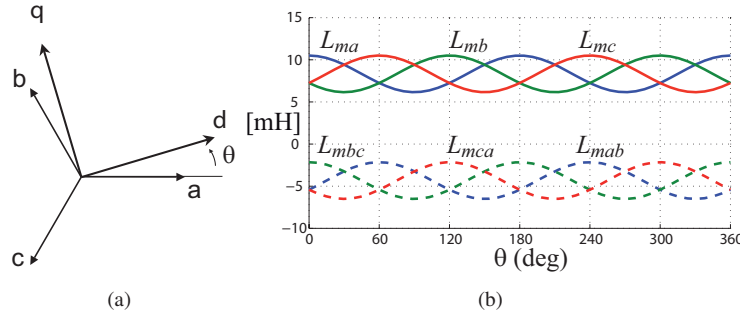 q
b
d
θ
a
c
(a)
15
10
5
0
−5
−10
[mH]
L_ma L_mb L_mc
L_mbc L_mca L_mab
0 60 120 180 240 300 360
θ (deg)
(b)